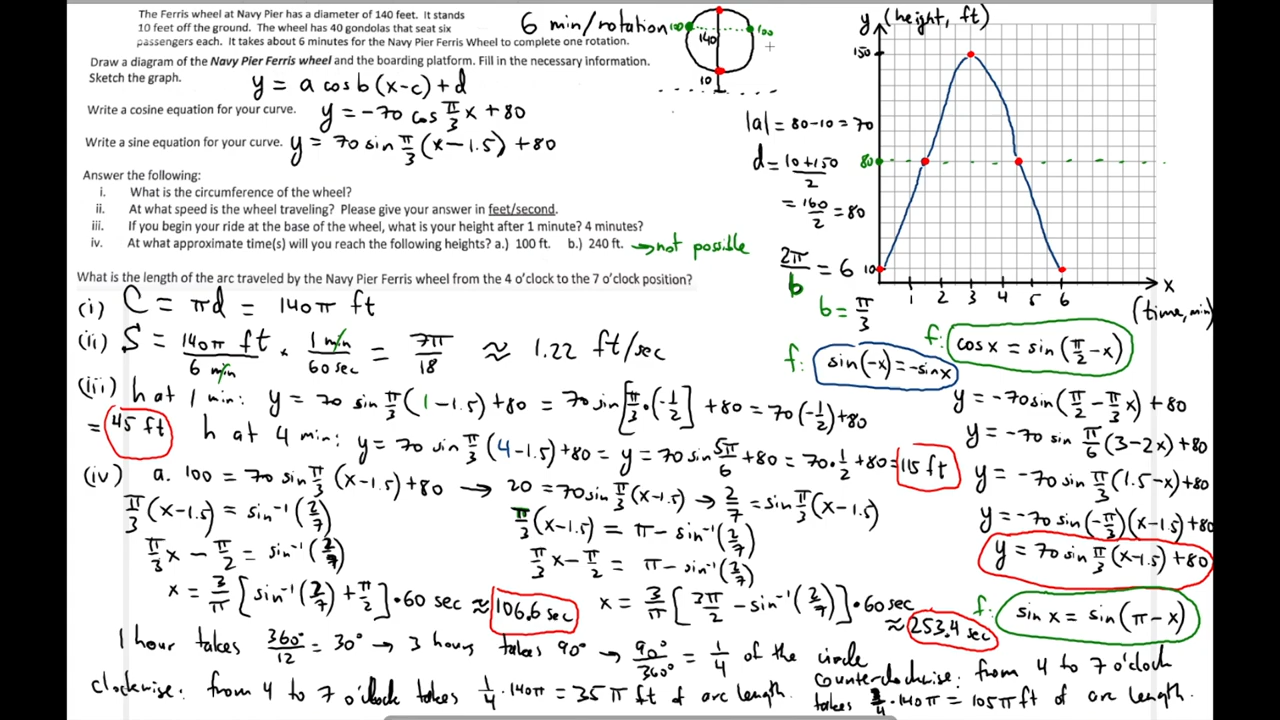 The Ferris wheel at Navy Pier has a diameter of 140 feet. It stands
10 feet off the ground. The wheel has 40 gondolas that seat six
passengers each. It takes about 6 minutes for the Navy Pier Ferris Wheel to complete one rotation.
6 min/rotation
100
100
140
10
Draw a diagram of the Navy Pier Ferris wheel and the boarding platform. Fill in the necessary information.
Sketch the graph.
y = a cos b(x-c)+d
Write a cosine equation for your curve.
y = -70 cos π/3 x + 80
Write a sine equation for your curve.
y = 70 sin π/3 (x-1.5) + 80
Answer the following:
i. What is the circumference of the wheel?
ii. At what speed is the wheel traveling? Please give your answer in feet/second.
iii. If you begin your ride at the base of the wheel, what is your height after 1 minute? 4 minutes?
iv. At what approximate time(s) will you reach the following heights? a.) 100 ft. b.) 240 ft. → not possible
What is the length of the arc traveled by the Navy Pier Ferris wheel from the 4 o'clock to the 7 o'clock position?
|a| = 80-10 = 70
d = (10+150)/2
= 160/2 = 80
2π/b = 6
b = π/3
y (height, ft)
150
80
10
1 2 3 4 5 6
x
(time, min)
(i) C = πd = 140π ft
(ii) S = 140π ft/6 min * 1 min/60 sec = 7π/18 ≈ 1.22 ft/sec
(iii) h at 1 min: y = 70 sin π/3 (1-1.5)+80 = 70 sin[π/3 · (-1/2)] + 80 = 70(-1/2)+80
= 45 ft
h at 4 min: y = 70 sin π/3 (4-1.5)+80 = y = 70 sin 5π/6 + 80 = 70·1/2 + 80 = 115 ft
(iv) a. 100 = 70 sin π/3 (x-1.5)+80 → 20 = 70 sin π/3 (x-1.5) → 2/7 = sin π/3 (x-1.5)
π/3 (x-1.5) = sin⁻¹(2/7)
π/3 x - π/2 = sin⁻¹(2/7)
x = 3/π [sin⁻¹(2/7) + π/2] • 60 sec ≈ 106.6 sec
π/3 (x-1.5) = π - sin⁻¹(2/7)
π/3 x - π/2 = π - sin⁻¹(2/7)
x = 3/π [3π/2 - sin⁻¹(2/7)] • 60 sec
≈ 253.4 sec
f: sin(-x) = -sin x
f: cos x = sin(π/2 - x)
y = -70 sin(π/2 - π/3 x) + 80
y = -70 sin π/6 (3-2x)+80
y = -70 sin π/3 (1.5-x)+80
y = -70 sin(-π/3)(x-1.5)+80
y = 70 sin π/3 (x-1.5)+80
f: sin x = sin(π-x)
1 hour takes 360°/12 = 30° → 3 hours takes 90° → 90°/360° = 1/4 of the circle
clockwise: from 4 to 7 o'clock takes 1/4 · 140π = 35π ft of arc length.
counterclockwise: from 4 to 7 o'clock
takes 3/4 · 140π = 105π ft of arc length.